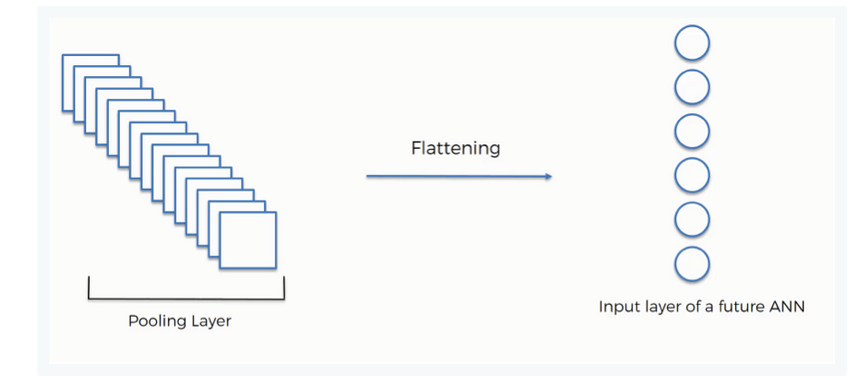 Flattening
Pooling Layer
Input layer of a future ANN